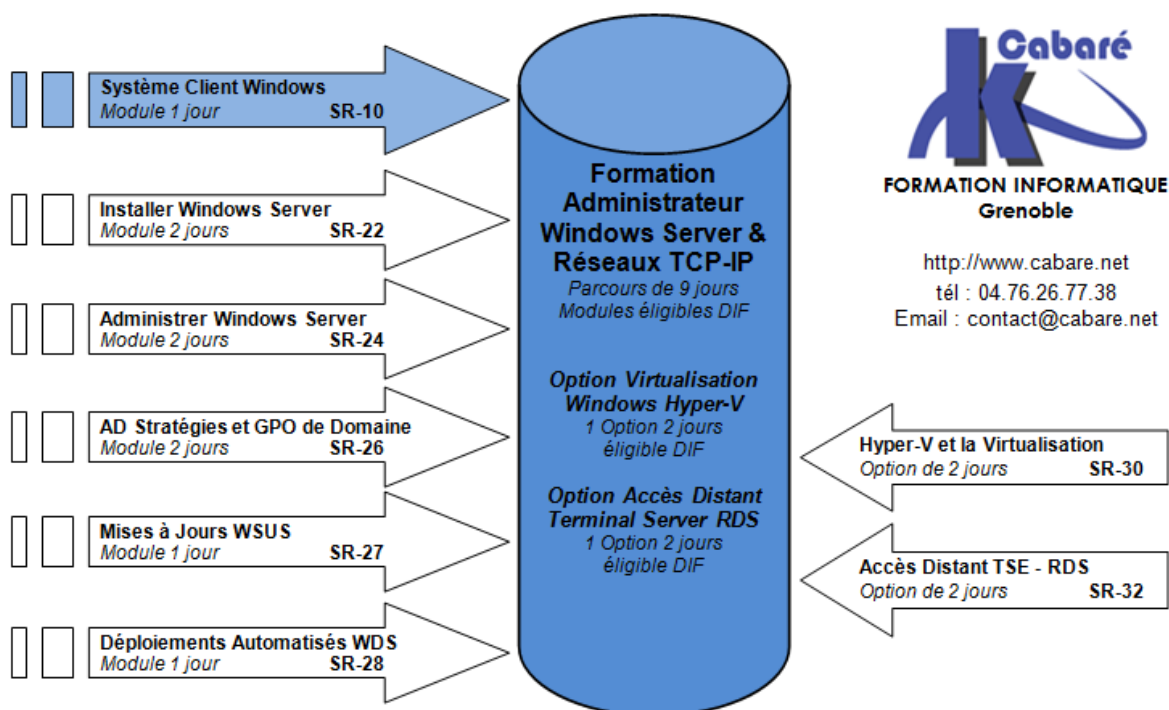 Système Client Windows
Module 1 jour SR-10
Installer Windows Server
Module 2 jours SR-22
Administrer Windows Server
Module 2 jours SR-24
AD Stratégies et GPO de Domaine
Module 2 jours SR-26
Mises à Jours WSUS
Module 1 jour SR-27
Déploiements Automatisés WDS
Module 1 jour SR-28
Formation
Administrateur
Windows Server &
Réseaux TCP-IP
Parcours de 9 jours
Modules éligibles DIF
Option Virtualisation
Windows Hyper-V
1 Option 2 jours
éligible DIF
Option Accès Distant
Terminal Server RDS
1 Option 2 jours
éligible DIF
Cabaré
FORMATION INFORMATIQUE
Grenoble
http://www.cabare.net
tél : 04.76.26.77.38
Email : contact@cabare.net
Hyper-V et la Virtualisation
Option de 2 jours SR-30
Accès Distant TSE - RDS
Option de 2 jours SR-32